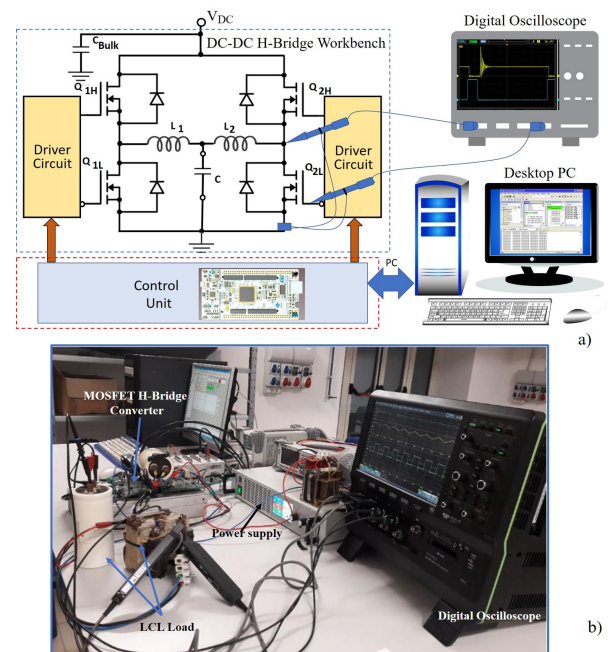 V_DC
Digital Oscilloscope
C_Bulk
DC-DC H-Bridge Workbench
Q_1H
Q_2H
L_1
L_2
Driver
Circuit
Driver
Circuit
Q_1L
C
Q_2L
Desktop PC
PC
Control
Unit
a)
MOSFET H-Bridge
Converter
Power supply
LCL Load
Digital Oscilloscope
b)